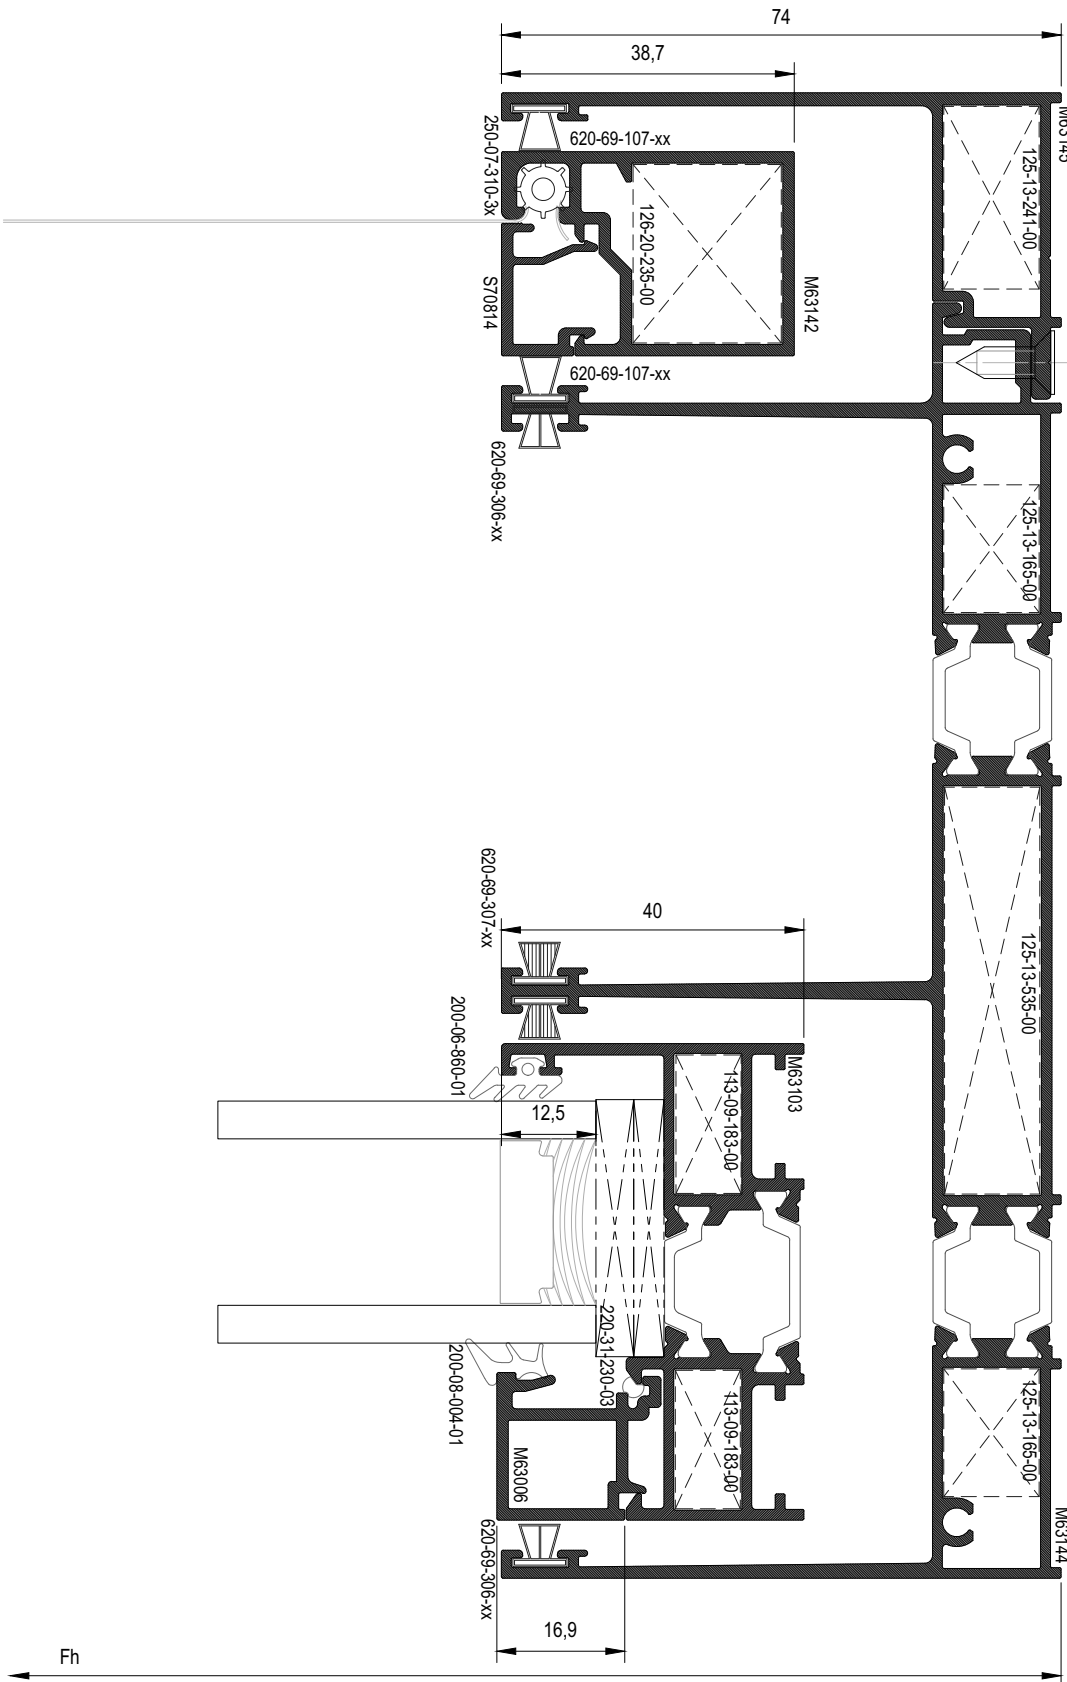 74
38,7
M63145
250-07-310-3x
620-69-107-xx
125-13-241-00
126-20-235-00
S70814
M63142
620-69-107-xx
620-69-306-xx
125-13-165-00
620-69-307-xx
40
125-13-535-00
200-06-860-01
M63103
113-09-183-00
12,5
220-31-230-03
200-08-004-01
113-09-183-00
125-13-165-00
M63006
M63144
620-69-306-xx
16,9
Fh